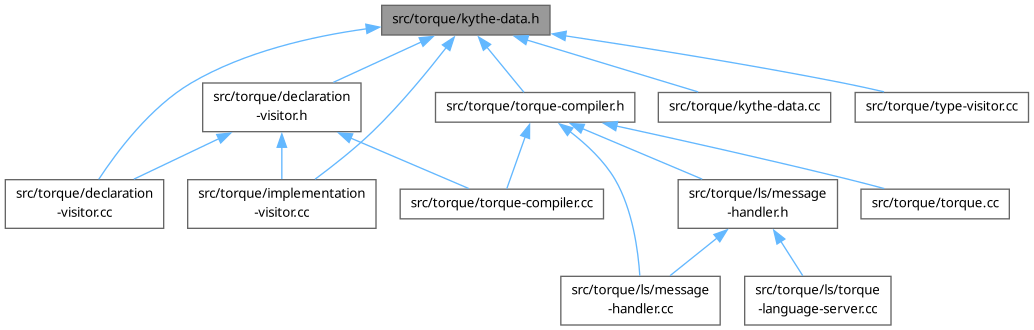 src/torque/kythe-data.h
src/torque/declaration
-visitor.h
src/torque/torque-compiler.h
src/torque/kythe-data.cc
src/torque/type-visitor.cc
src/torque/declaration
-visitor.cc
src/torque/implementation
-visitor.cc
src/torque/torque-compiler.cc
src/torque/ls/message
-handler.h
src/torque/torque.cc
src/torque/ls/message
-handler.cc
src/torque/ls/torque
-language-server.cc